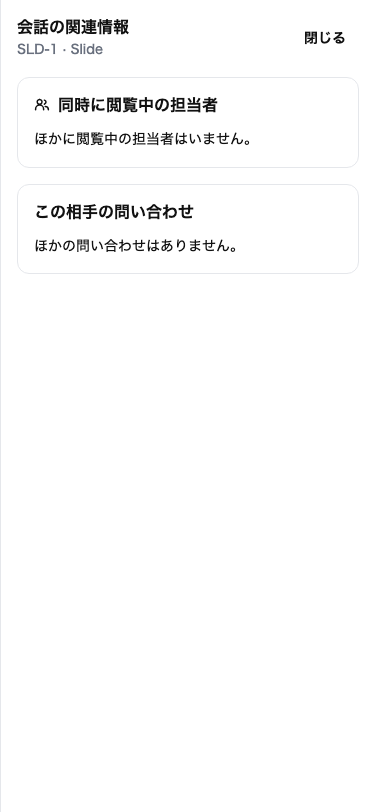 会話の関連情報
SLD-1 · Slide
閉じる
同時に閲覧中の担当者
ほかに閲覧中の担当者はいません。
この相手の問い合わせ
ほかの問い合わせはありません。